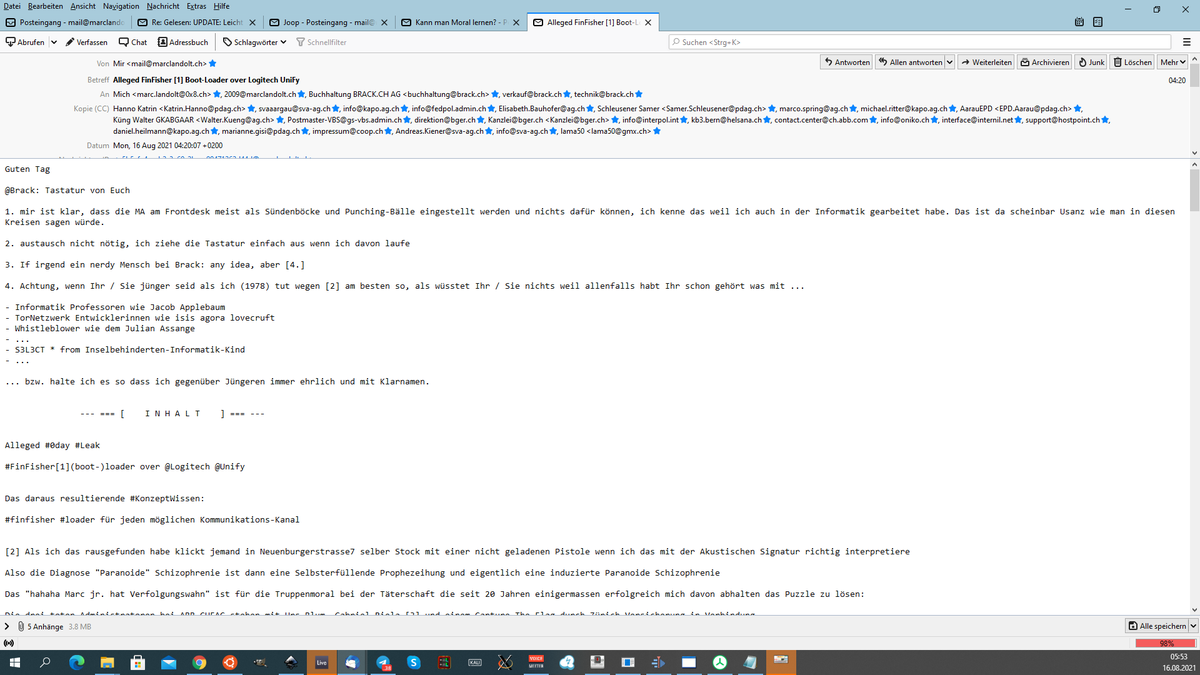 Datei Bearbeiten Ansicht Navigation Nachricht Extras Hilfe
Posteingang - mail@marclando Re: Gelesen: UPDATE: Leicht Joop - Posteingang - mail@ Kann man Moral lernen? - P Alleged FinFisher [1] Boot-L
Abrufen Verfassen Chat Adressbuch Schlagwörter Schnellfilter Suchen <Strg+K>
Von Mir <mail@marclandolt.ch> Antworten Allen antworten Weiterleiten Archivieren Junk Löschen Mehr
Betreff Alleged FinFisher [1] Boot-Loader over Logitech Unify 04:20
An Mich <marc.landolt@0x8.ch>, 2009@marclandolt.ch, Buchhaltung BRACK.CH AG <buchhaltung@brack.ch>, verkauf@brack.ch, technik@brack.ch
Kopie (CC) Hanno Katrin <Katrin.Hanno@pdag.ch>, svaaargau@sva-ag.ch, info@kapo.ag.ch, info@fedpol.admin.ch, Elisabeth.Bauhofer@ag.ch, Schleusener Samer <Samer.Schleusener@pdag.ch>, marco.spring@ag.ch, michael.ritter@kapo.ag.ch, AarauEPD <EPD.Aarau@pdag.ch>,
Küng Walter GKABGAAR <Walter.Kueng@ag.ch>, Postmaster-VBS@gs-vbs.admin.ch, direktion@bger.ch, Kanzlei@bger.ch <Kanzlei@bger.ch>, info@interpol.int, kb3.bern@helsana.ch, contact.center@ch.abb.com, info@oniko.ch, interface@internil.net, support@hostpoint.ch,
daniel.heilmann@kapo.ag.ch, marianne.gisi@pdag.ch, impressum@coop.ch, Andreas.Kiener@sva-ag.ch, info@sva-ag.ch, lama50 <lama50@gmx.ch>
Datum Mon, 16 Aug 2021 04:20:07 +0200
Guten Tag
@Brack: Tastatur von Euch
1. mir ist klar, dass die MA am Frontdesk meist als Sündenböcke und Punching-Bälle eingestellt werden und nichts dafür können, ich kenne das weil ich auch in der Informatik gearbeitet habe. Das ist da scheinbar Usanz wie man in diesen
Kreisen sagen würde.
2. austausch nicht nötig, ich ziehe die Tastatur einfach aus wenn ich davon laufe
3. If irgend ein nerdy Mensch bei Brack: any idea, aber [4.]
4. Achtung, wenn Ihr / Sie jünger seid als ich (1978) tut wegen [2] am besten so, als wüsstet Ihr / Sie nichts weil allenfalls habt Ihr schon gehört was mit ...
- Informatik Professoren wie Jacob Applebaum
- TorNetzwerk Entwicklerinnen wie isis agora lovecruft
- Whistleblower wie dem Julian Assange
- ...
- S3L3CT * from Inselbehinderten-Informatik-Kind
- ...
... bzw. halte ich es so dass ich gegenüber Jüngeren immer ehrlich und mit Klarnamen.
--- === [ I N H A L T ] === ---
Alleged #0day #Leak
#FinFisher[1](boot-)loader over @Logitech @Unify
Das daraus resultierende #KonzeptWissen:
#finfisher #loader für jeden möglichen Kommunikations-Kanal
[2] Als ich das rausgefunden habe klickt jemand in Neuenburgerstrasse7 selber Stock mit einer nicht geladenen Pistole wenn ich das mit der Akustischen Signatur richtig interpretiere
Also die Diagnose "Paranoide" Schizophrenie ist dann eine Selbsterfüllende Prophezeihung und eigentlich eine induzierte Paranoide Schizophrenie
Das "hahaha Marc jr. hat Verfolgungswahn" ist für die Truppenmoral bei der Täterschaft die seit 20 Jahren einigermassen erfolgreich mich davon abhalten das Puzzle zu lösen:
5 Anhänge 3.8 MB Alle speichern
98%
Live KALI
05:53
16.08.2021